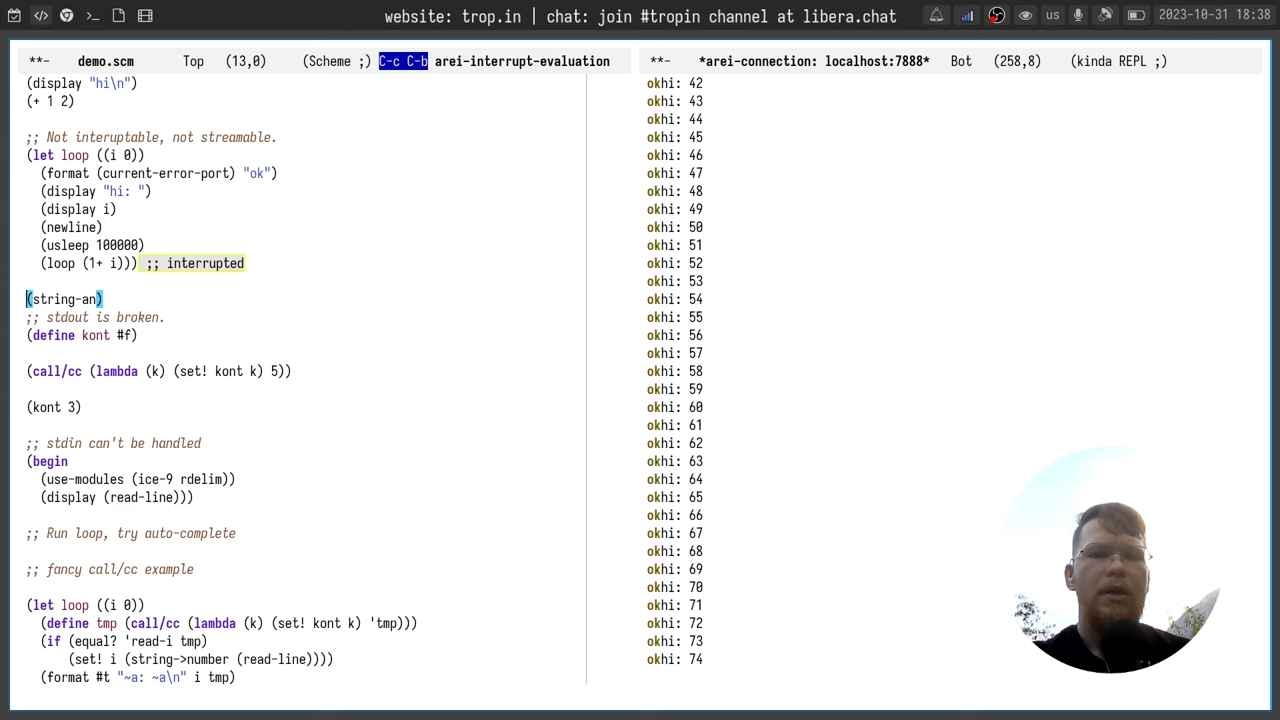 website: trop.in | chat: join #tropin channel at libera.chat
us
2023-10-31 18:38
**- demo.scm Top (13,0) (Scheme ;) C-c C-b arei-interrupt-evaluation
(display "hi\n")
(+ 1 2)
;; Not interuptable, not streamable.
(let loop ((i 0))
(format (current-error-port) "ok")
(display "hi: ")
(display i)
(newline)
(usleep 100000)
(loop (1+ i))) ;; interrupted
(string-an)
;; stdout is broken.
(define kont #f)
(call/cc (lambda (k) (set! kont k) 5))
(kont 3)
;; stdin can't be handled
(begin
(use-modules (ice-9 rdelim))
(display (read-line)))
;; Run loop, try auto-complete
;; fancy call/cc example
(let loop ((i 0))
(define tmp (call/cc (lambda (k) (set! kont k) 'tmp)))
(if (equal? 'read-i tmp)
(set! i (string->number (read-line))))
(format #t "~a: ~a\n" i tmp)
**- *arei-connection: localhost:7888* Bot (258,8) (kinda REPL ;)
okhi: 42
okhi: 43
okhi: 44
okhi: 45
okhi: 46
okhi: 47
okhi: 48
okhi: 49
okhi: 50
okhi: 51
okhi: 52
okhi: 53
okhi: 54
okhi: 55
okhi: 56
okhi: 57
okhi: 58
okhi: 59
okhi: 60
okhi: 61
okhi: 62
okhi: 63
okhi: 64
okhi: 65
okhi: 66
okhi: 67
okhi: 68
okhi: 69
okhi: 70
okhi: 71
okhi: 72
okhi: 73
okhi: 74